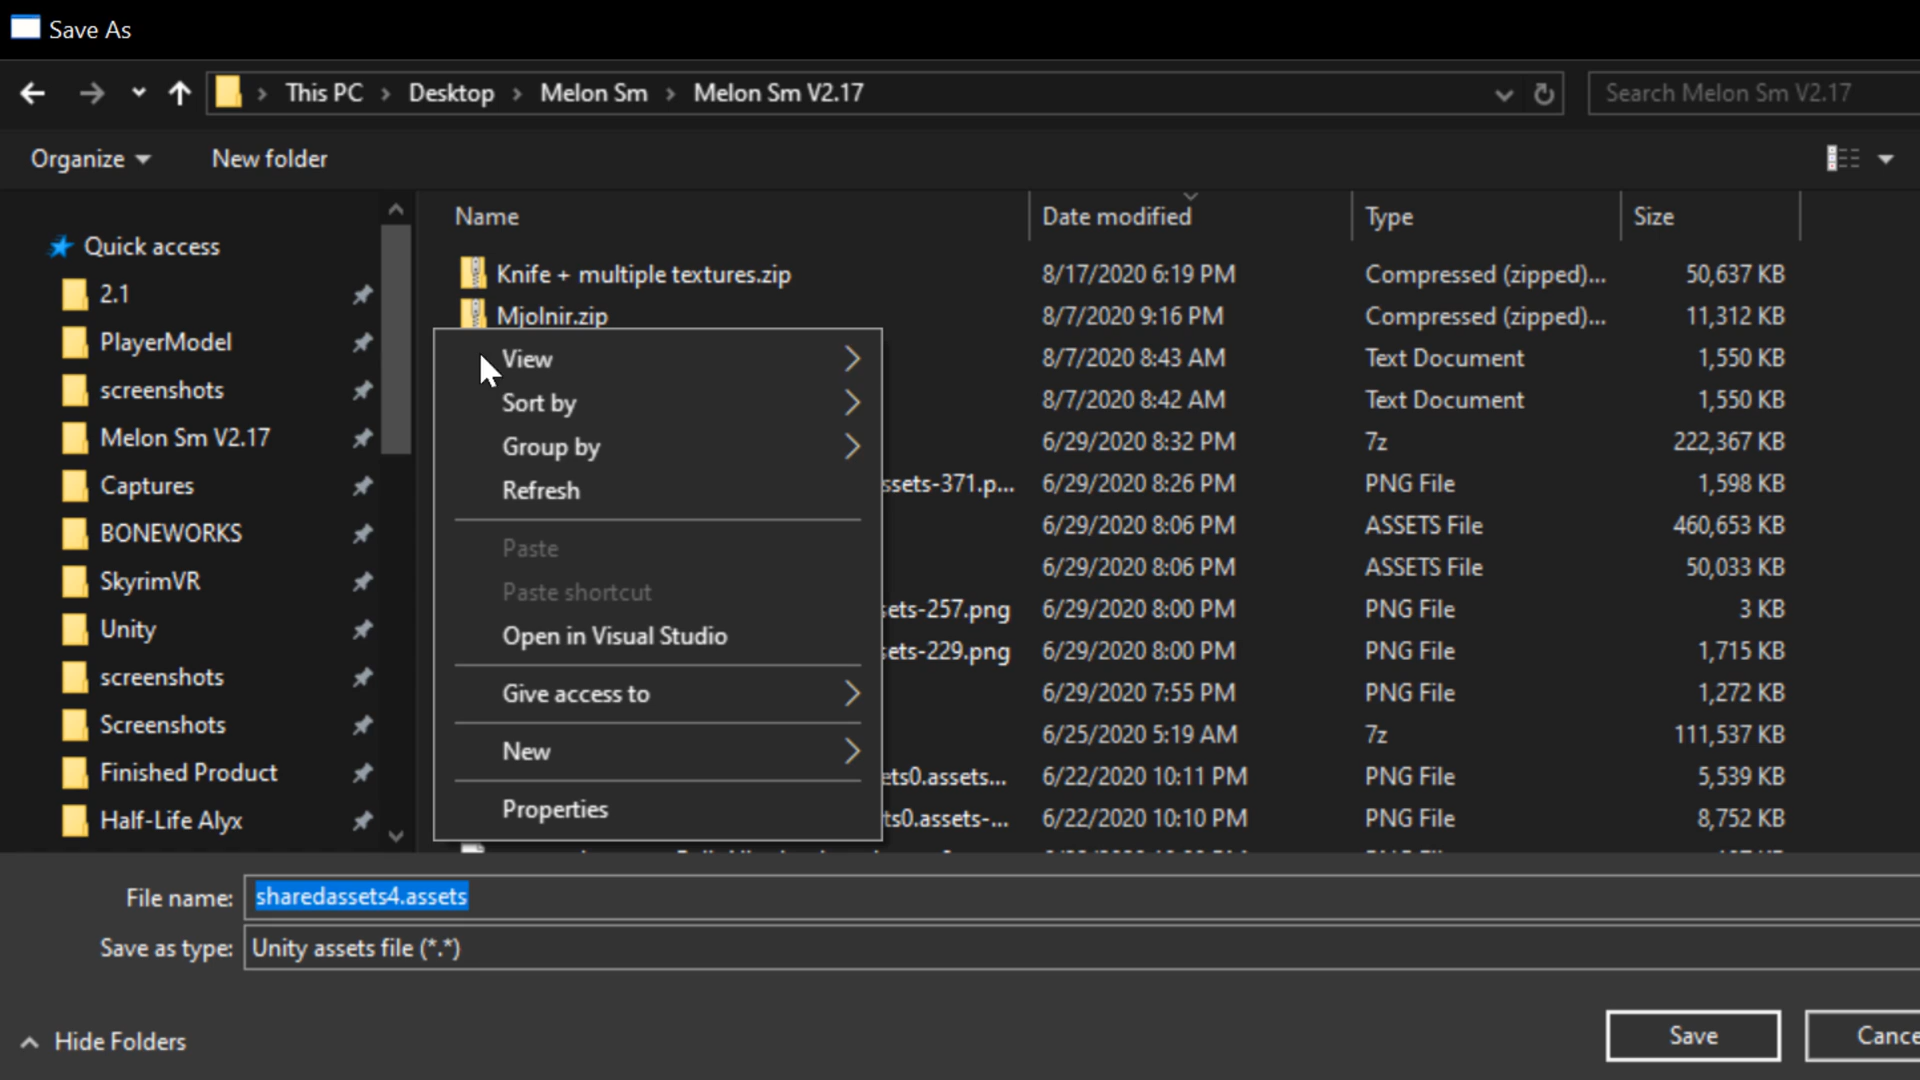 Save As
This PC > Desktop > Melon Sm > Melon Sm V2.17
Search Melon Sm V2.17
Organize
New folder
Name
Date modified
Type
Size
Quick access
2.1
PlayerModel
screenshots
Melon Sm V2.17
Captures
BONEWORKS
SkyrimVR
Unity
screenshots
Screenshots
Finished Product
Half-Life Alyx
Knife + multiple textures.zip 8/17/2020 6:19 PM Compressed (zipped)... 50,637 KB
Mjolnir.zip 8/7/2020 9:16 PM Compressed (zipped)... 11,312 KB
8/7/2020 8:43 AM Text Document 1,550 KB
8/7/2020 8:42 AM Text Document 1,550 KB
6/29/2020 8:32 PM 7z 222,367 KB
ssets-371.p... 6/29/2020 8:26 PM PNG File 1,598 KB
6/29/2020 8:06 PM ASSETS File 460,653 KB
6/29/2020 8:06 PM ASSETS File 50,033 KB
ets-257.png 6/29/2020 8:00 PM PNG File 3 KB
ets-229.png 6/29/2020 8:00 PM PNG File 1,715 KB
6/29/2020 7:55 PM PNG File 1,272 KB
6/25/2020 5:19 AM 7z 111,537 KB
ets0.assets... 6/22/2020 10:11 PM PNG File 5,539 KB
ts0.assets-... 6/22/2020 10:10 PM PNG File 8,752 KB
View
Sort by
Group by
Refresh
Paste
Paste shortcut
Open in Visual Studio
Give access to
New
Properties
File name: sharedassets4.assets
Save as type: Unity assets file (*.*)
Hide Folders
Save
Cance